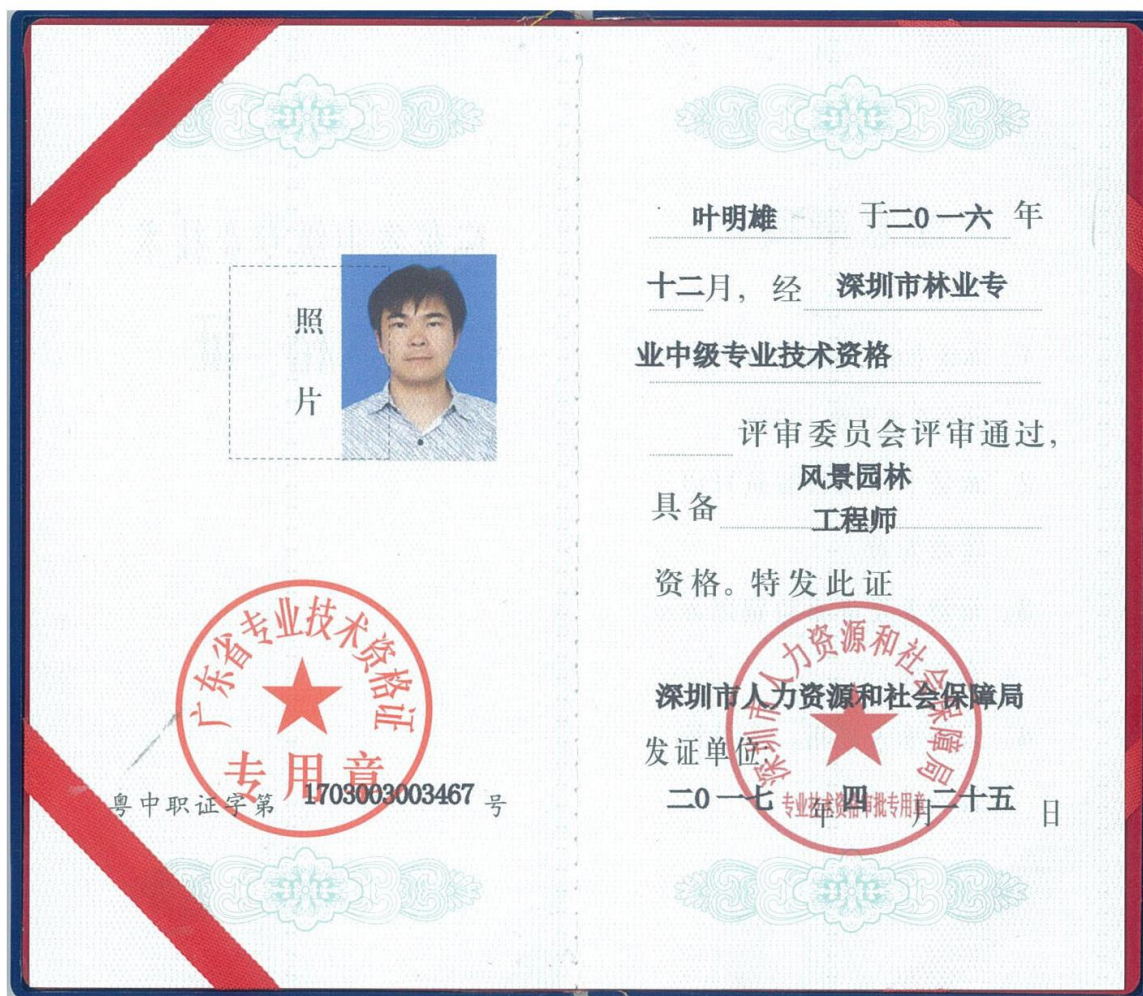 照
片
广东省专业技术资格证
专用章
粤中职证字第 1703003003467 号
叶明雄 于二0一六 年
十二月，经 深圳市林业专
业中级专业技术资格
评审委员会评审通过，
风景园林
具备
工程师
资格。特发此证
深圳市人力资源和社会保障局
深圳市人力资源和社会保障局
发证单位：
二0一七 年 四 月 二十五 日
专业技术资格审批专用章